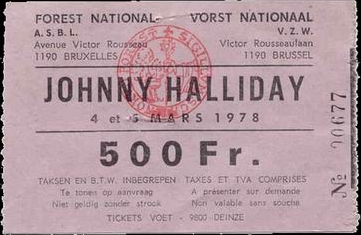 FOREST NATIONAL- VORST NATIONAAL
A. S. B. L. V. Z. W.
Avenue Victor Rousseau Victor Rousseaulaan
1190 BRUXELLES 1190 BRUSSEL
JOHNNY HALLIDAY
4 et 5 MARS 1978
500 Fr.
TAKSEN EN B.T.W. INBEGREPEN TAXES ET TVA COMPRISES
Te tonen op aanvraag A présenter sur demande
Niet geldig zonder strook Non valable sans souche
TICKETS VOET - 9800 DEINZE
Nº 00677